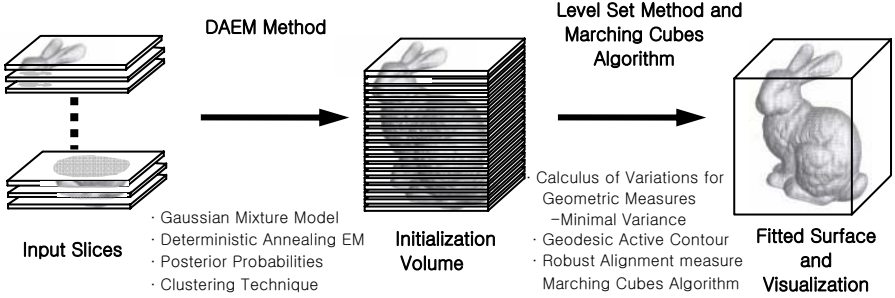 DAEM Method
Level Set Method and
Marching Cubes
Algorithm
· Gaussian Mixture Model
· Deterministic Annealing EM
· Posterior Probabilities
· Clustering Technique
· Calculus of Variations for
Geometric Measures
-Minimal Variance
· Geodesic Active Contour
· Robust Alignment measure
Marching Cubes Algorithm
Input Slices
Initialization
Volume
Fitted Surface
and
Visualization